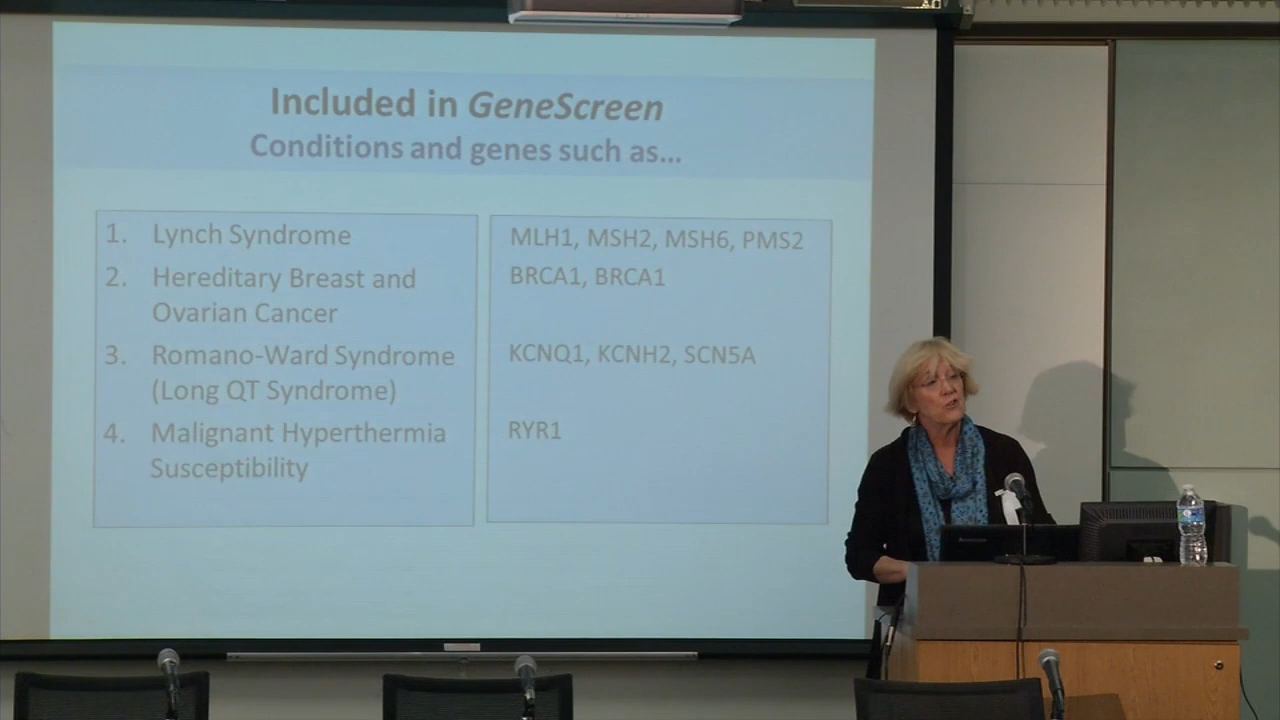 Included in GeneScreen
Conditions and genes such as...
1. Lynch Syndrome
MLH1, MSH2, MSH6, PMS2
2. Hereditary Breast and
Ovarian Cancer
BRCA1, BRCA1
3. Romano-Ward Syndrome
(Long QT Syndrome)
KCNQ1, KCNH2, SCN5A
4. Malignant Hyperthermia
Susceptibility
RYR1